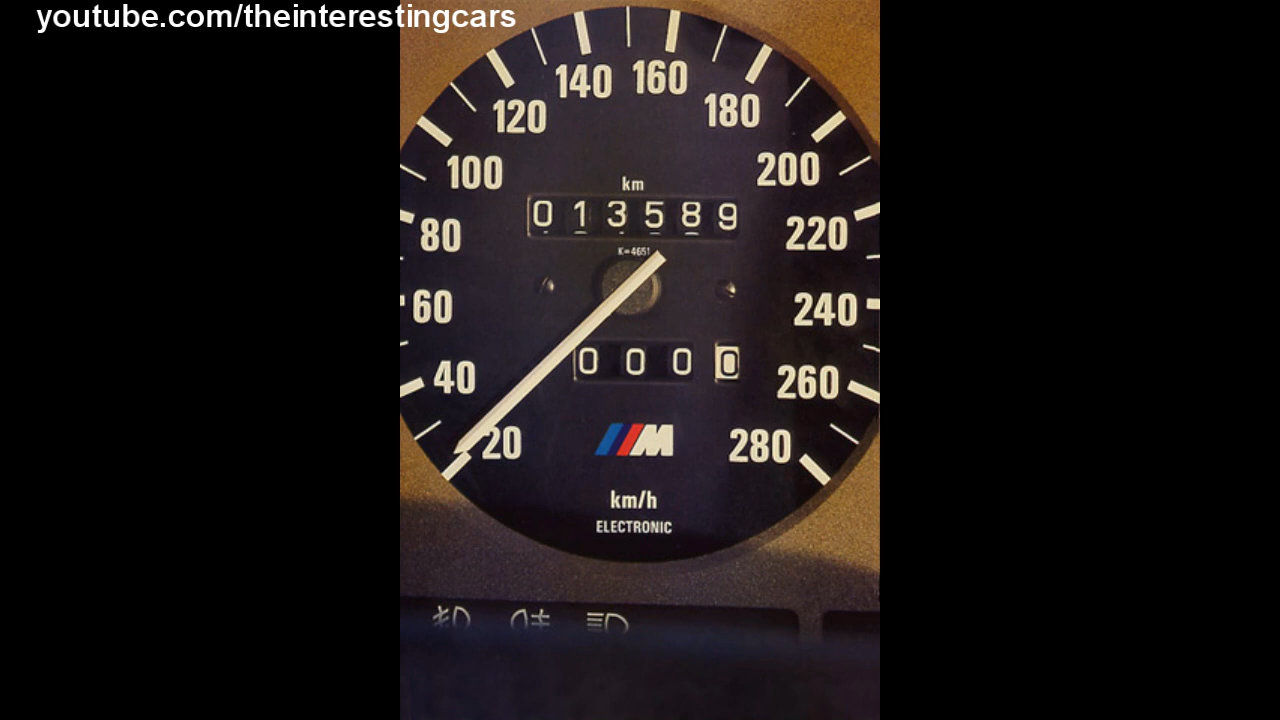 youtube.com/theinterestingcars
140 160
120 180
100 200
km
013589
80 220
K=4651
60 240
0000
40 260
20 M 280
km/h
ELECTRONIC